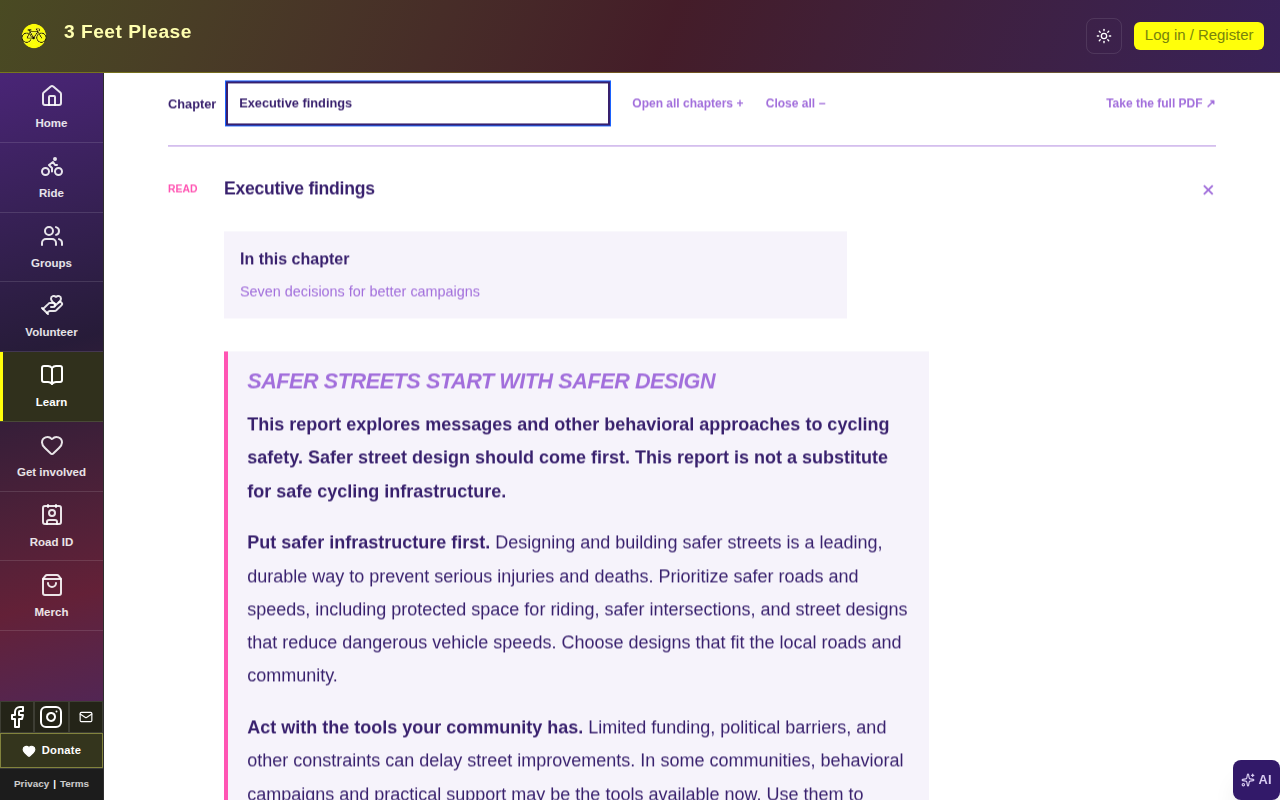 3 Feet Please
Log in / Register
Home
Ride
Groups
Volunteer
Learn
Get involved
Road ID
Merch
Donate
Privacy | Terms
Chapter
Executive findings
Open all chapters +
Close all −
Take the full PDF ↗
READ
Executive findings
×
In this chapter
Seven decisions for better campaigns
SAFER STREETS START WITH SAFER DESIGN
This report explores messages and other behavioral approaches to cycling
safety. Safer street design should come first. This report is not a substitute
for safe cycling infrastructure.
Put safer infrastructure first. Designing and building safer streets is a leading,
durable way to prevent serious injuries and deaths. Prioritize safer roads and
speeds, including protected space for riding, safer intersections, and street designs
that reduce dangerous vehicle speeds. Choose designs that fit the local roads and
community.
Act with the tools your community has. Limited funding, political barriers, and
other constraints can delay street improvements. In some communities, behavioral
campaigns and practical support may be the tools available now. Use them to
AI